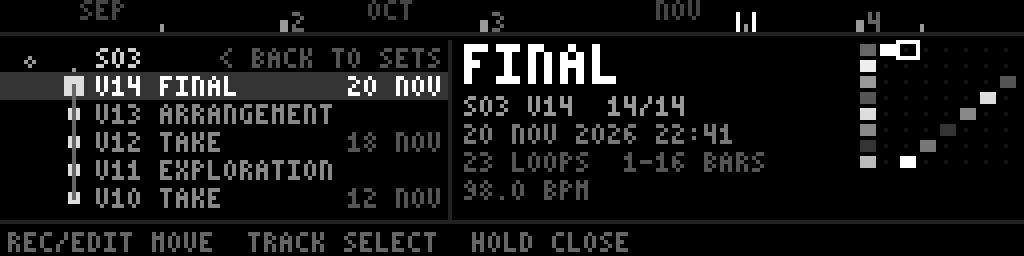 SEP OCT NOV
2 3 4
S03 < BACK TO SETS
V14 FINAL 20 NOV
V13 ARRANGEMENT
V12 TAKE 18 NOV
V11 EXPLORATION
V10 TAKE 12 NOV
FINAL
S03 V14 14/14
20 NOV 2026 22:41
23 LOOPS 1-16 BARS
98.0 BPM
REC/EDIT MOVE TRACK SELECT HOLD CLOSE